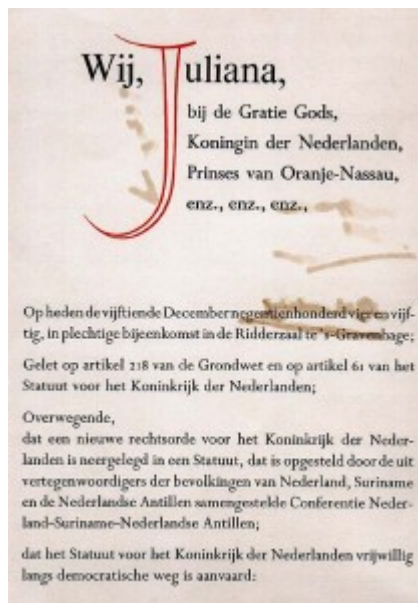 Wij, Juliana,
bij de Gratie Gods,
Koningin der Nederlanden,
Prinses van Oranje-Nassau,
enz., enz., enz.,
Op heden de vijftiende December negentienhonderd vier en vijf-
tig, in plechtige bijeenkomst in de Ridderzaal te 's-Gravenhage;
Gelet op artikel 218 van de Grondwet en op artikel 61 van het
Statuut voor het Koninkrijk der Nederlanden;
Overwegende,
dat een nieuwe rechtsorde voor het Koninkrijk der Neder-
landen is neergelegd in een Statuut, dat is opgesteld door de uit
vertegenwoordigers der bevolkingen van Nederland, Suriname
en de Nederlandse Antillen samengestelde Conferentie Neder-
land-Suriname-Nederlandse Antillen;
dat het Statuut voor het Koninkrijk der Nederlanden vrijwillig
langs democratische weg is aanvaard: